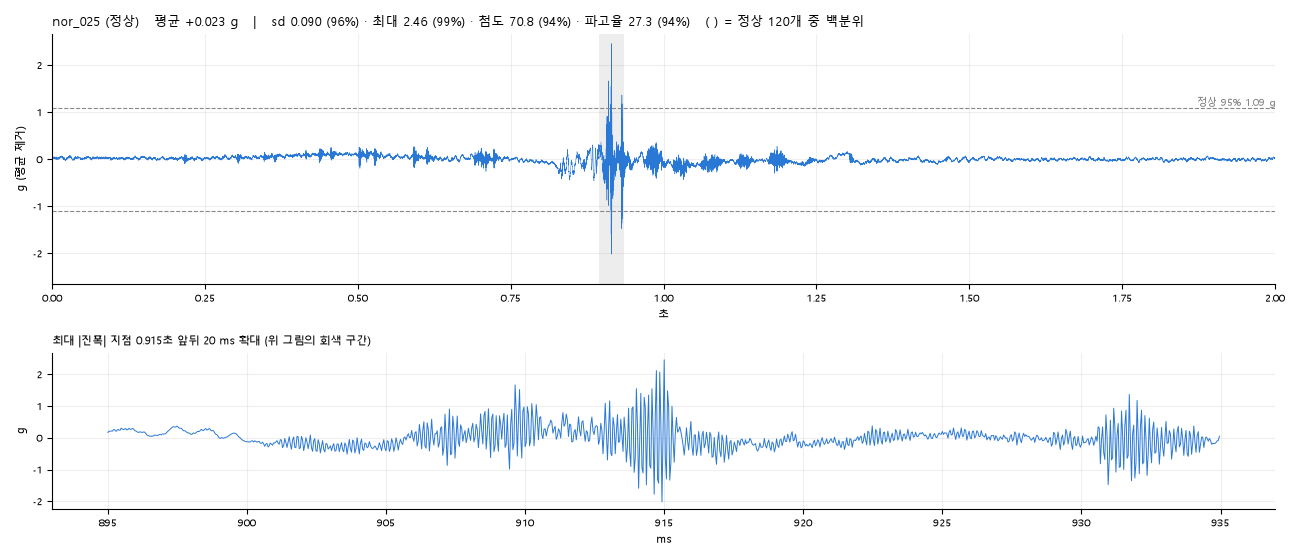 nor_025 (정상)    평균 +0.023 g    |    sd 0.090 (96%) · 최대 2.46 (99%) · 첨도 70.8 (94%) · 파고율 27.3 (94%)    ( ) = 정상 120개 중 백분위
g (평균 제거)
2
1
0
-1
-2
정상 95% 1.09 g
0.00 0.25 0.50 0.75 1.00 1.25 1.50 1.75 2.00
초
최대 |진폭| 지점 0.915초 앞뒤 20 ms 확대 (위 그림의 회색 구간)
g
2
1
0
-1
-2
895 900 905 910 915 920 925 930 935
ms